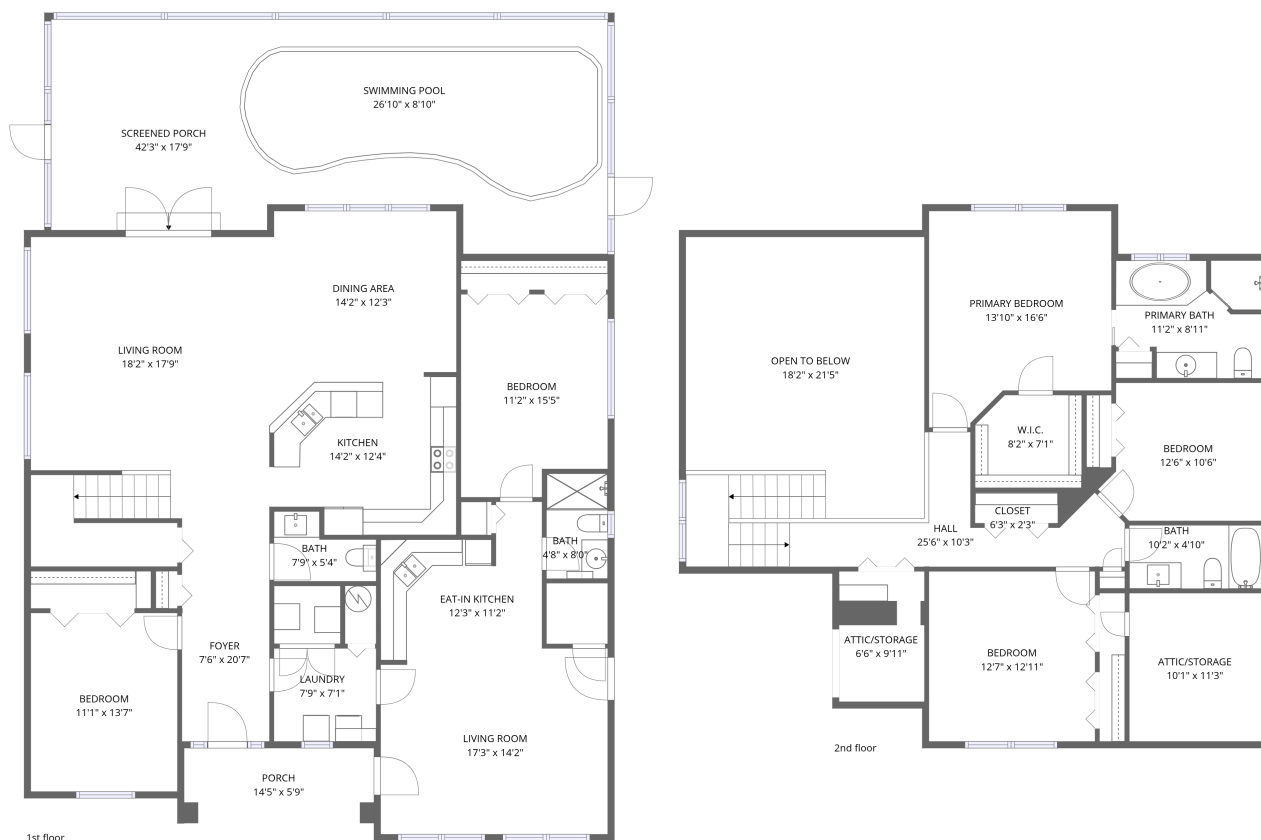 SWIMMING POOL
26'10" x 8'10"
SCREENED PORCH
42'3" x 17'9"
DINING AREA
14'2" x 12'3"
LIVING ROOM
18'2" x 17'9"
BEDROOM
11'2" x 15'5"
KITCHEN
14'2" x 12'4"
BATH
7'9" x 5'4"
BATH
4'8" x 8'0"
EAT-IN KITCHEN
12'3" x 11'2"
FOYER
7'6" x 20'7"
LAUNDRY
7'9" x 7'1"
BEDROOM
11'1" x 13'7"
LIVING ROOM
17'3" x 14'2"
PORCH
14'5" x 5'9"
1st floor
PRIMARY BEDROOM
13'10" x 16'6"
PRIMARY BATH
11'2" x 8'11"
OPEN TO BELOW
18'2" x 21'5"
W.I.C.
8'2" x 7'1"
BEDROOM
12'6" x 10'6"
CLOSET
6'3" x 2'3"
HALL
25'6" x 10'3"
BATH
10'2" x 4'10"
ATTIC/STORAGE
6'6" x 9'11"
BEDROOM
12'7" x 12'11"
ATTIC/STORAGE
10'1" x 11'3"
2nd floor